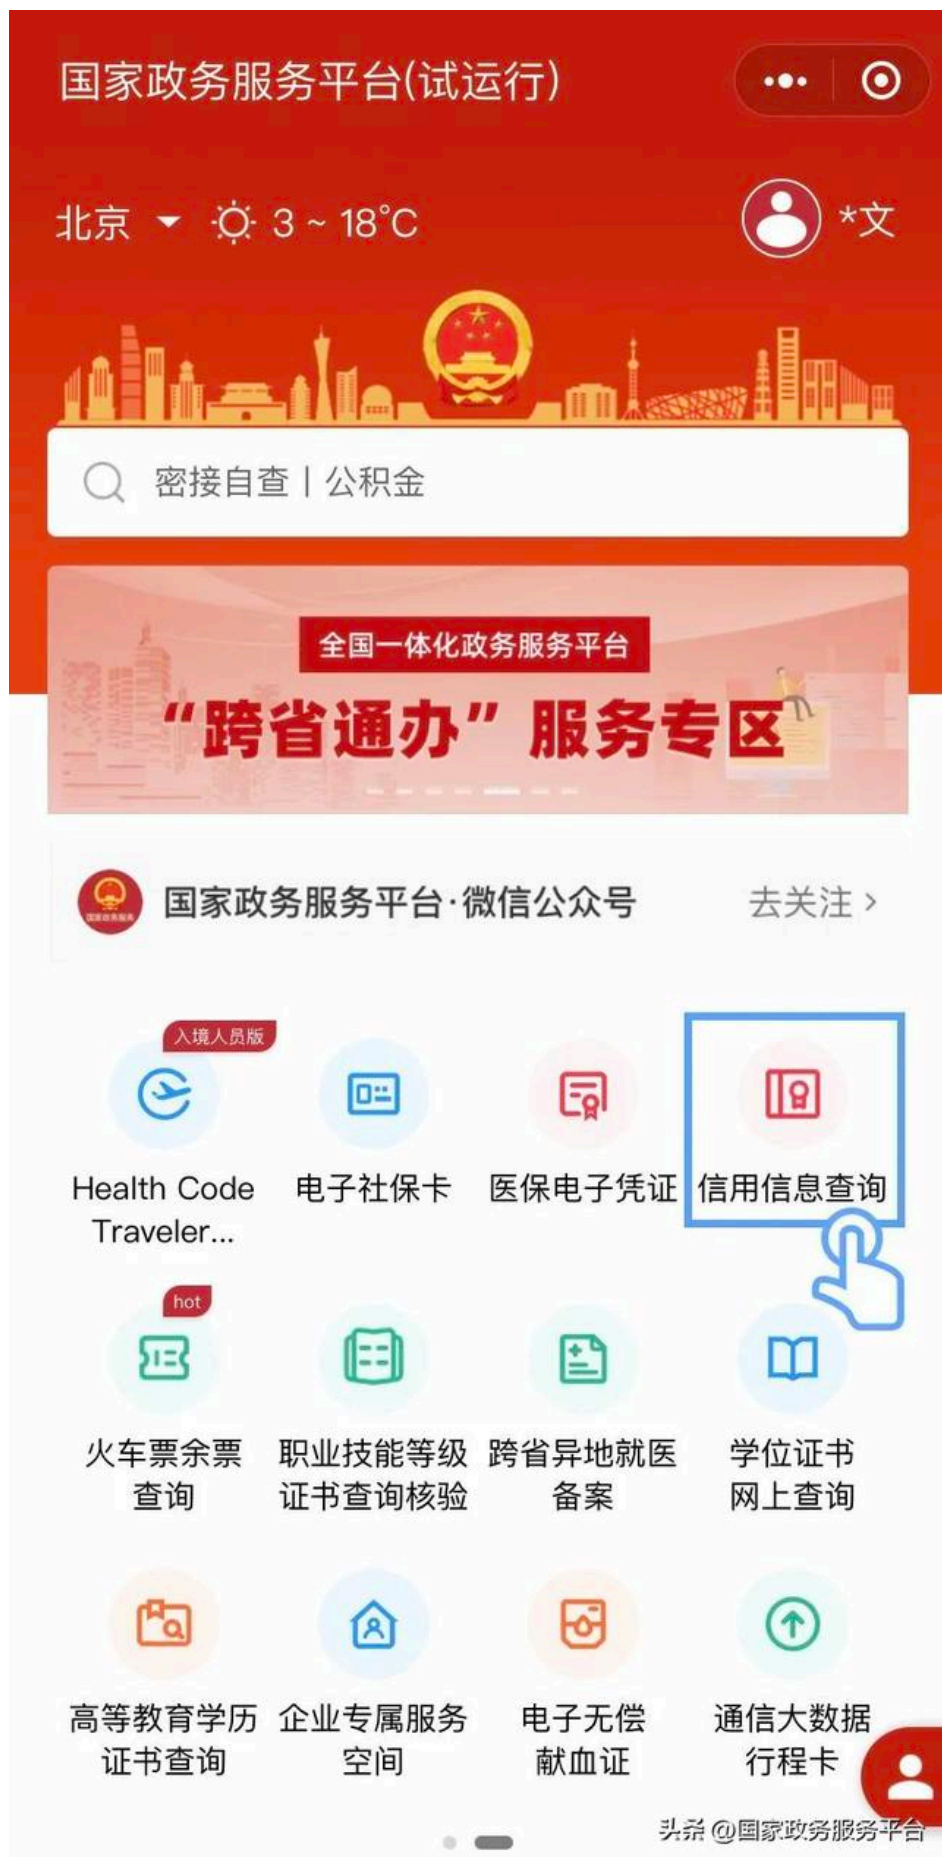 国家政务服务平台(试运行)
北京 3 ~ 18°C *文
密接自查 | 公积金
全国一体化政务服务平台
“跨省通办”服务专区
国家政务服务平台·微信公众号 去关注 >
入境人员版
Health Code
Traveler...
电子社保卡
医保电子凭证
信用信息查询
hot
火车票余票
查询
职业技能等级
证书查询核验
跨省异地就医
备案
学位证书
网上查询
高等教育学历
证书查询
企业专属服务
空间
电子无偿
献血证
通信大数据
行程卡
头条 @国家政务服务平台